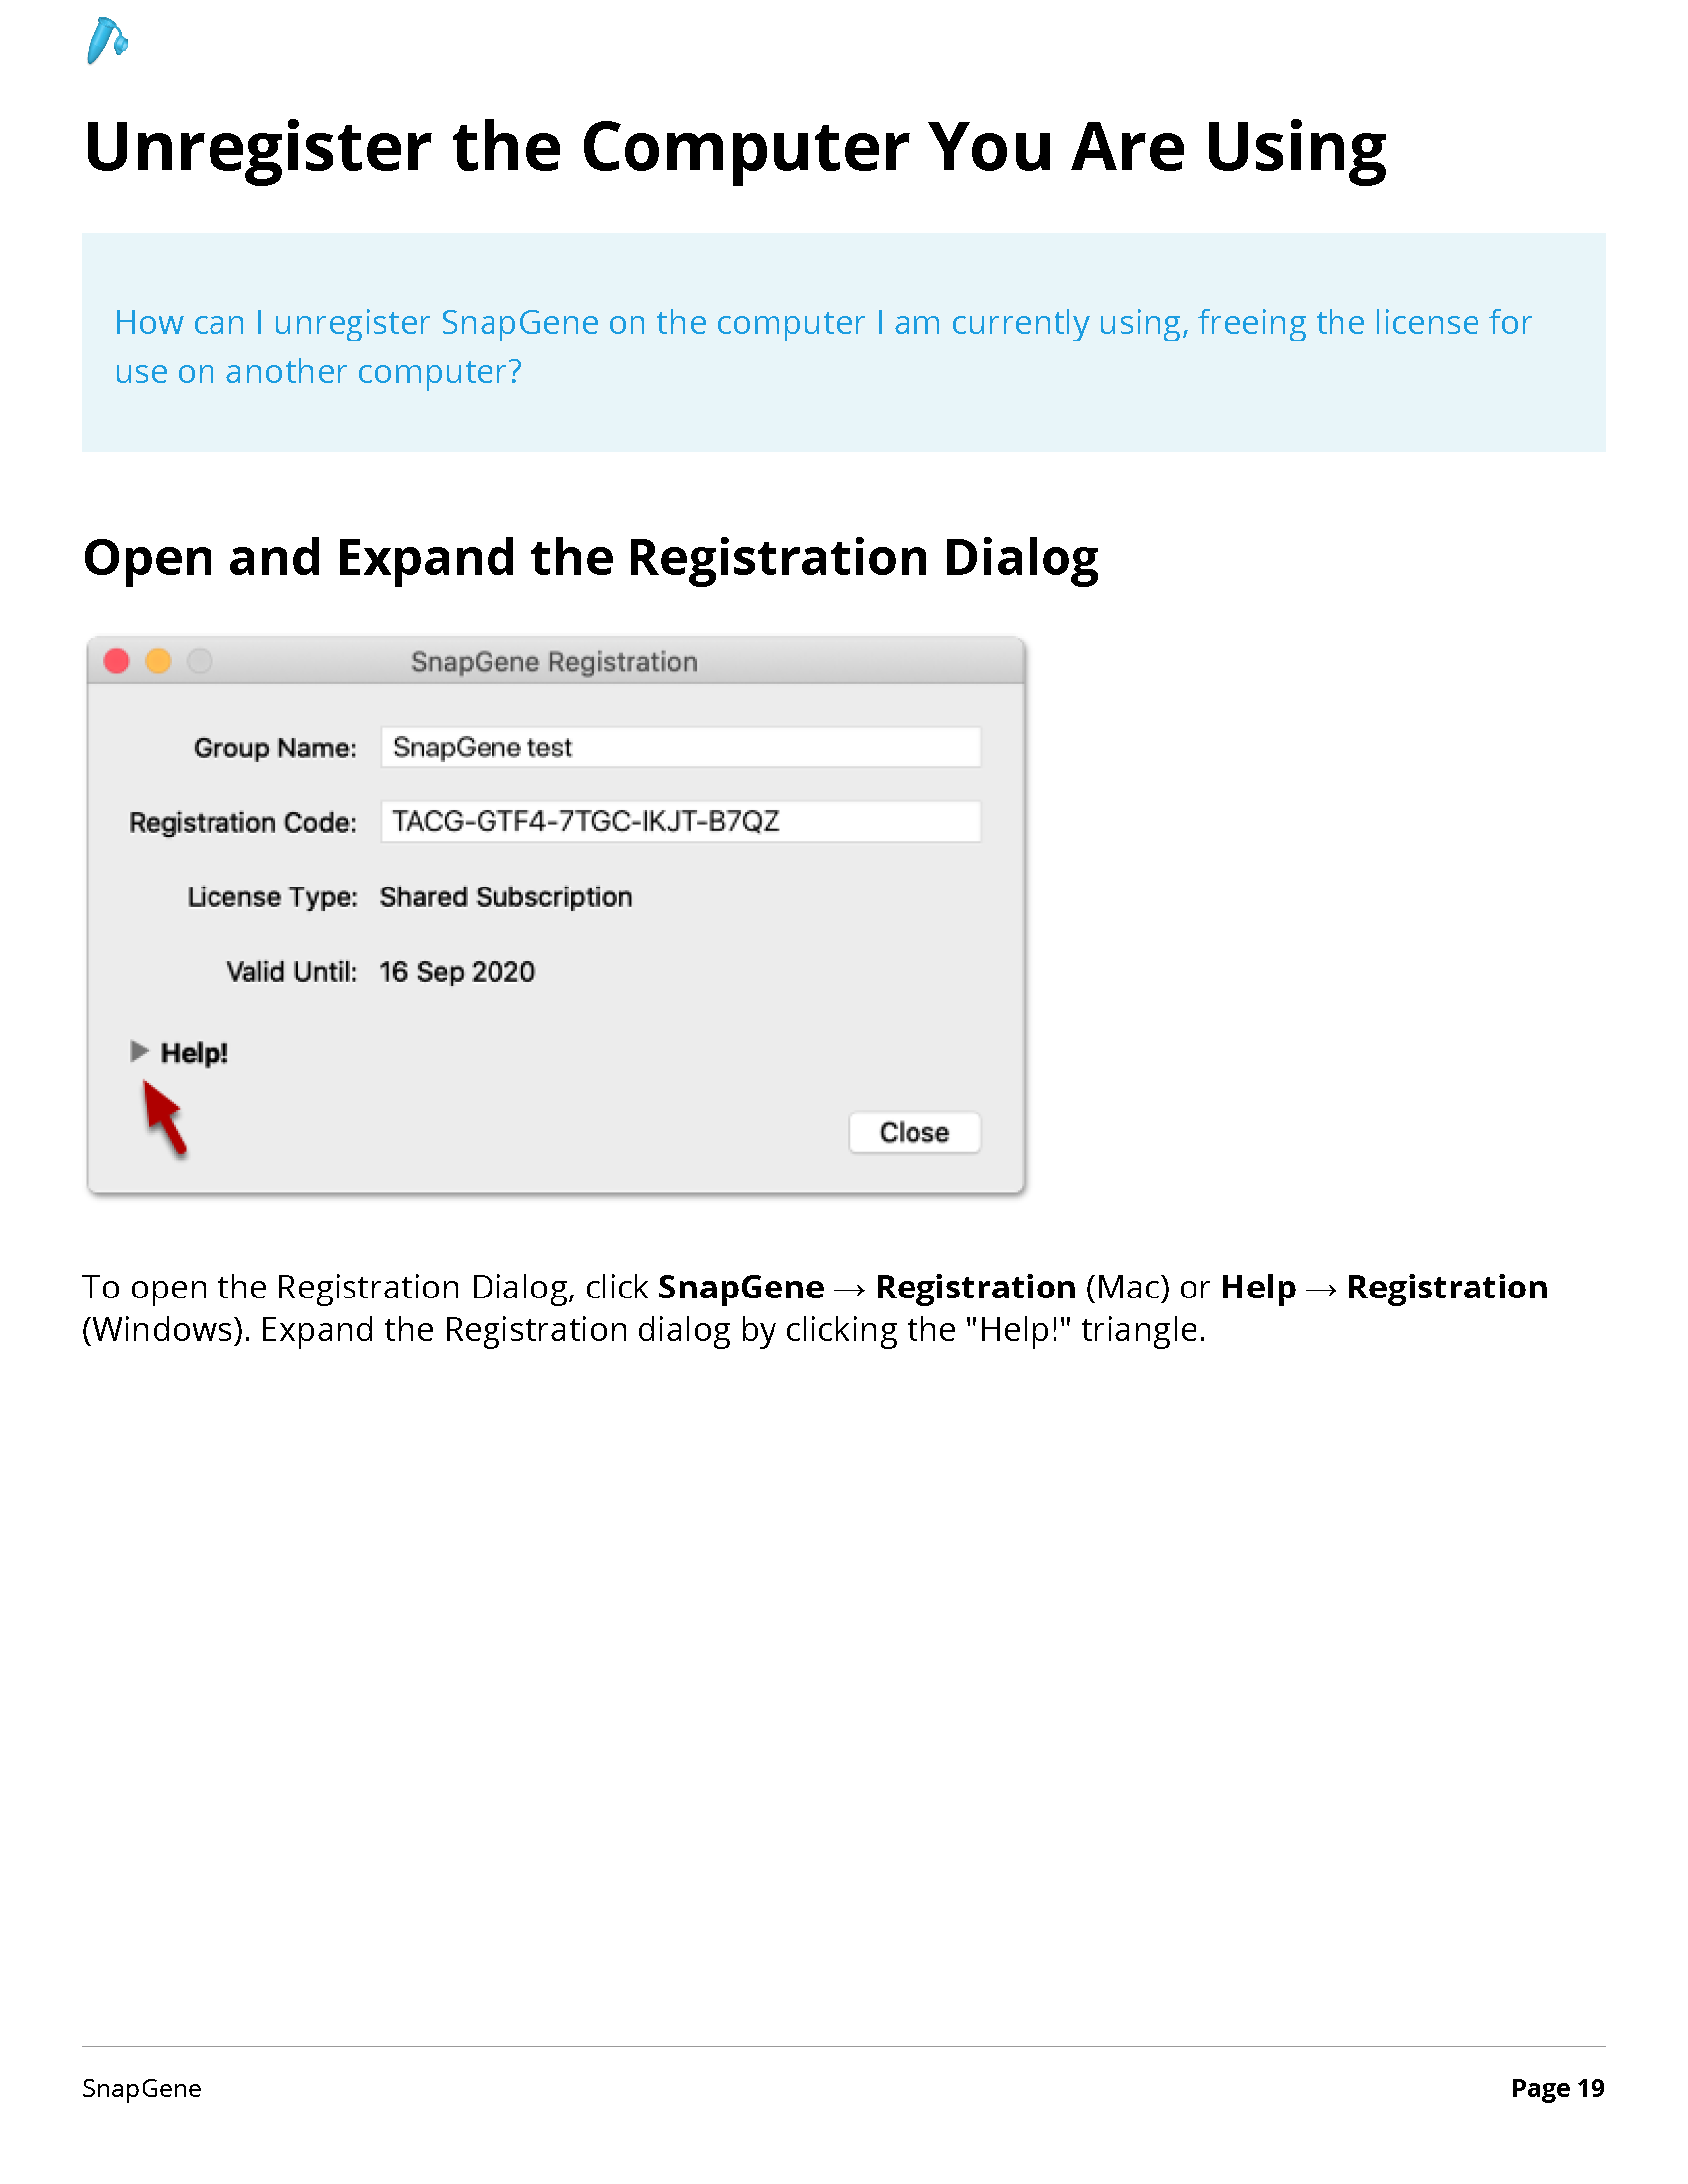 Unregister the Computer You Are Using
How can I unregister SnapGene on the computer I am currently using, freeing the license for
use on another computer?
Open and Expand the Registration Dialog
SnapGene Registration
Group Name: SnapGene test
Registration Code: TACG-GTF4-7TGC-IKJT-B7QZ
License Type: Shared Subscription
Valid Until: 16 Sep 2020
Help!
Close
To open the Registration Dialog, click SnapGene → Registration (Mac) or Help → Registration
(Windows). Expand the Registration dialog by clicking the "Help!" triangle.
SnapGene Page 19